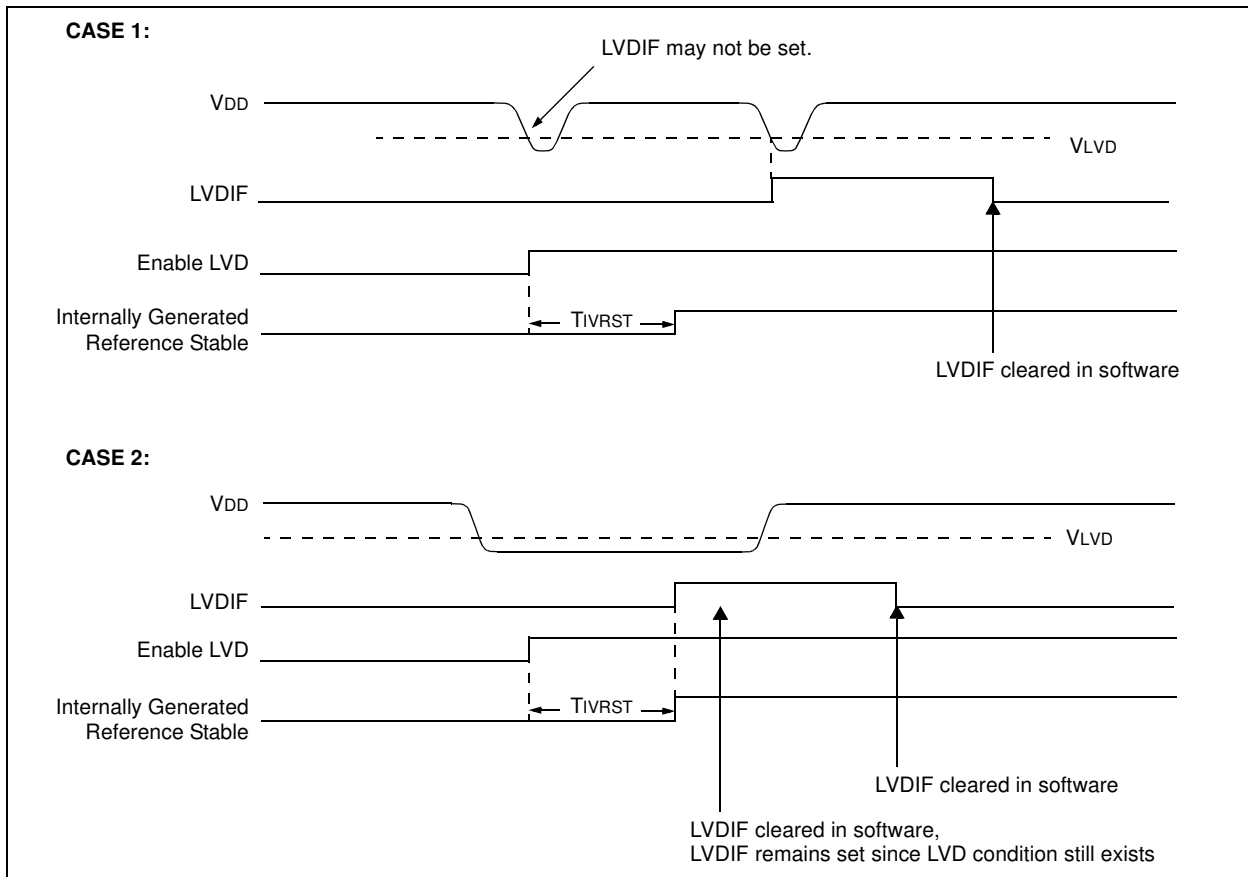 CASE 1:
LVDIF may not be set.
VDD
VLVD
LVDIF
Enable LVD
Internally Generated
Reference Stable
TIVRST
LVDIF cleared in software
CASE 2:
VDD
VLVD
LVDIF
Enable LVD
Internally Generated
Reference Stable
TIVRST
LVDIF cleared in software
LVDIF cleared in software,
LVDIF remains set since LVD condition still exists